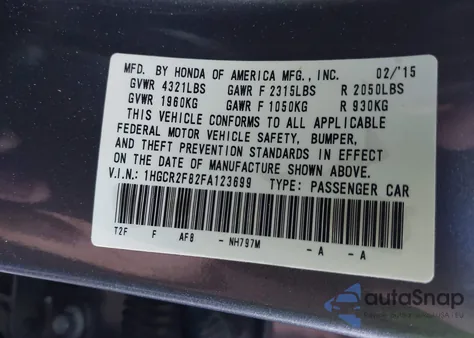 MFD. BY HONDA OF AMERICA MFG., INC. 02/'15
GVWR 4321LBS GAWR F 2315LBS R 2050LBS
GVWR 1960KG GAWR F 1050KG R 930KG
THIS VEHICLE CONFORMS TO ALL APPLICABLE
FEDERAL MOTOR VEHICLE SAFETY, BUMPER,
AND THEFT PREVENTION STANDARDS IN EFFECT
ON THE DATE OF MANUFACTURE SHOWN ABOVE.
V.I.N.: 1HGCR2F82FA123699 TYPE: PASSENGER CAR
T2F F AF8 - NH797M - A - A
autoSnap